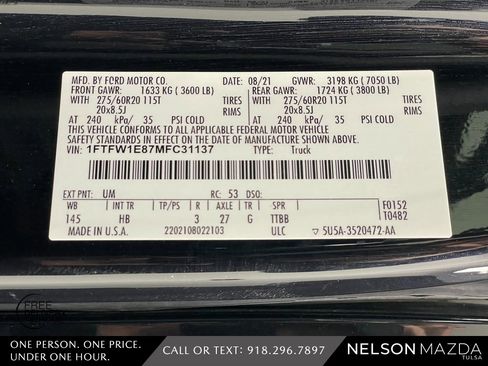 MFD. BY FORD MOTOR CO. DATE: 08/21 GVWR: 3198 KG ( 7050 LB)
FRONT GAWR: 1633 KG ( 3600 LB) REAR GAWR: 1724 KG ( 3800 LB)
WITH 275/60R20 115T TIRES WITH 275/60R20 115T TIRES
20x8.5J RIMS 20x8.5J RIMS
AT 240 kPa/ 35 PSI COLD AT 240 kPa/ 35 PSI COLD
THIS VEHICLE CONFORMS TO ALL APPLICABLE FEDERAL MOTOR VEHICLE
SAFETY STANDARDS IN EFFECT ON THE DATE OF MANUFACTURE SHOWN ABOVE.
VIN: 1FTFW1E87MFC31137 TYPE: Truck
EXT PNT: UM RC: 53 DSO:
WB INT TR TP/PS R AXLE TR SPR F0152
145 HB 3 27 G TTBB T0482
MADE IN U.S.A. 2202108022103 ULC 5U5A-3520472-AA
FREE
ONE PERSON. ONE PRICE.
UNDER ONE HOUR.
CALL OR TEXT: 918.296.7897
NELSON MAZDA
TULSA